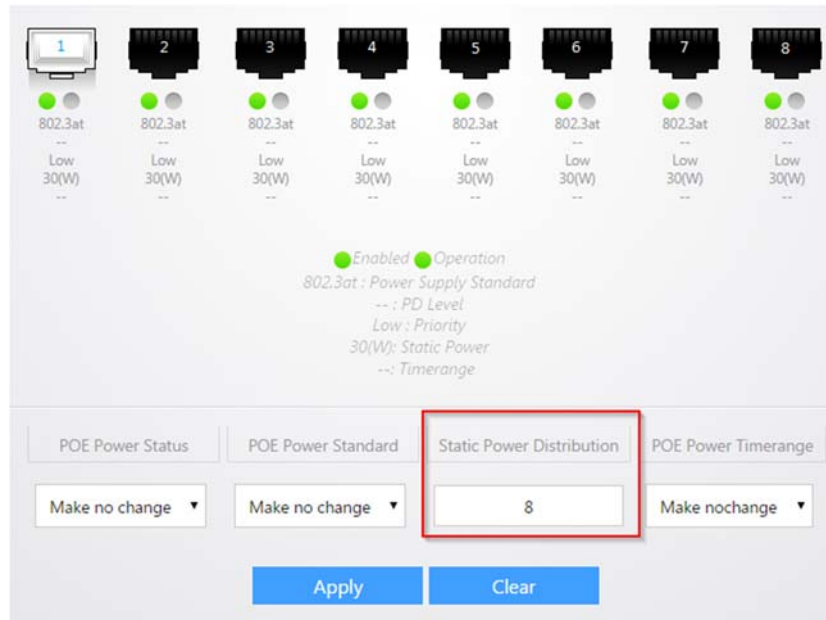 1 2 3 4 5 6 7 8
802.3at 802.3at 802.3at 802.3at 802.3at 802.3at 802.3at 802.3at
-- -- -- -- -- -- -- --
Low Low Low Low Low Low Low Low
30(W) 30(W) 30(W) 30(W) 30(W) 30(W) 30(W) 30(W)
-- -- -- -- -- -- -- --
Enabled Operation
802.3at : Power Supply Standard
-- : PD Level
Low : Priority
30(W): Static Power
--: Timerange
POE Power Status POE Power Standard Static Power Distribution POE Power Timerange
Make no change Make no change 8 Make nochange
Apply Clear